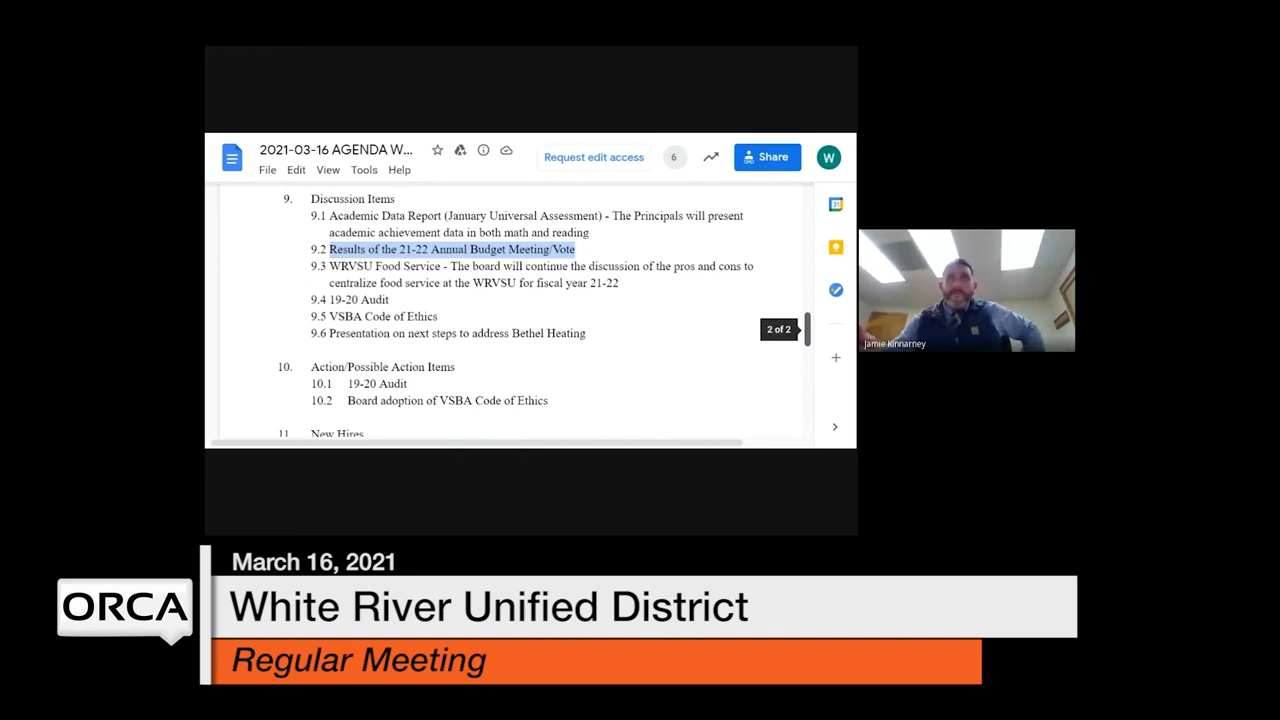 2021-03-16 AGENDA W...
Request edit access
6
Share
W
File Edit View Tools Help
9. Discussion Items
9.1 Academic Data Report (January Universal Assessment) - The Principals will present
academic achievement data in both math and reading
9.2 Results of the 21-22 Annual Budget Meeting/Vote
9.3 WRVSU Food Service - The board will continue the discussion of the pros and cons to
centralize food service at the WRVSU for fiscal year 21-22
9.4 19-20 Audit
9.5 VSBA Code of Ethics
9.6 Presentation on next steps to address Bethel Heating
2 of 2
10. Action/Possible Action Items
10.1 19-20 Audit
10.2 Board adoption of VSBA Code of Ethics
11 New Hires
31
Jamie Kinnarney
March 16, 2021
ORCA
White River Unified District
Regular Meeting